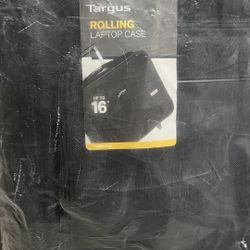 Targus
ROLLING
LAPTOP CASE
UP TO
16"